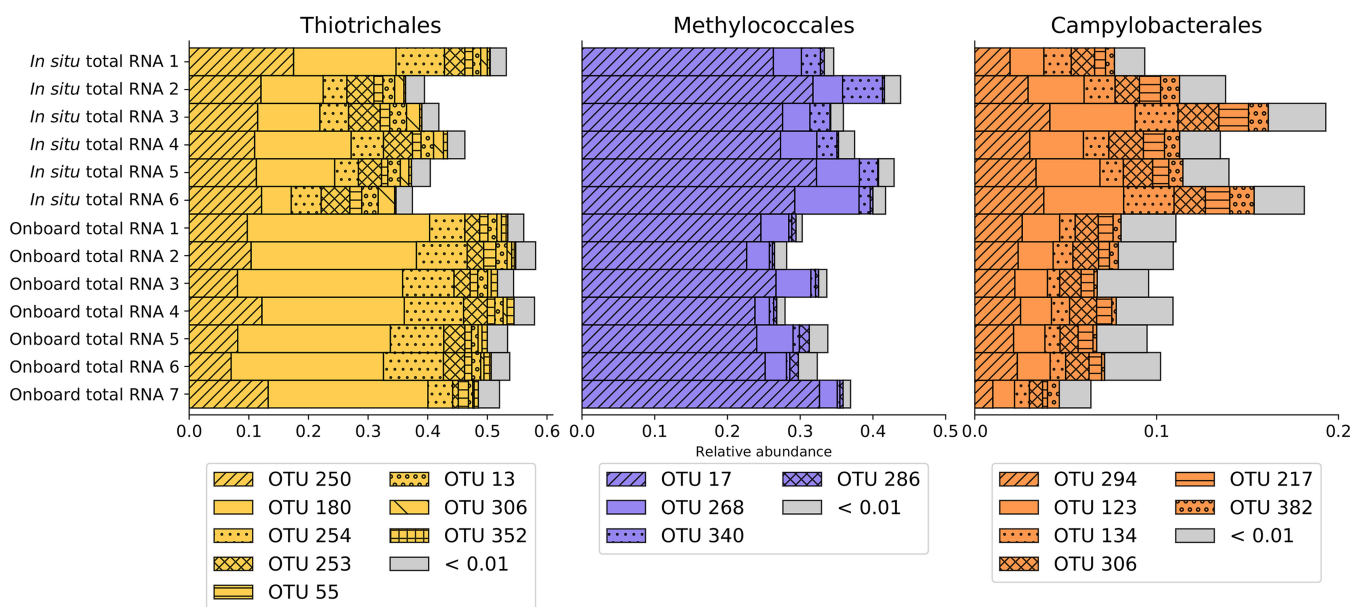 Thiotrichales
Methylococcales
Campylobacterales
In situ total RNA 1
In situ total RNA 2
In situ total RNA 3
In situ total RNA 4
In situ total RNA 5
In situ total RNA 6
Onboard total RNA 1
Onboard total RNA 2
Onboard total RNA 3
Onboard total RNA 4
Onboard total RNA 5
Onboard total RNA 6
Onboard total RNA 7
0.0 0.1 0.2 0.3 0.4 0.5 0.6
0.0 0.1 0.2 0.3 0.4 0.5
0.0 0.1 0.2
Relative abundance
OTU 250
OTU 180
OTU 254
OTU 253
OTU 55
OTU 13
OTU 306
OTU 352
< 0.01
OTU 17
OTU 268
OTU 340
OTU 286
< 0.01
OTU 294
OTU 123
OTU 134
OTU 306
OTU 217
OTU 382
< 0.01